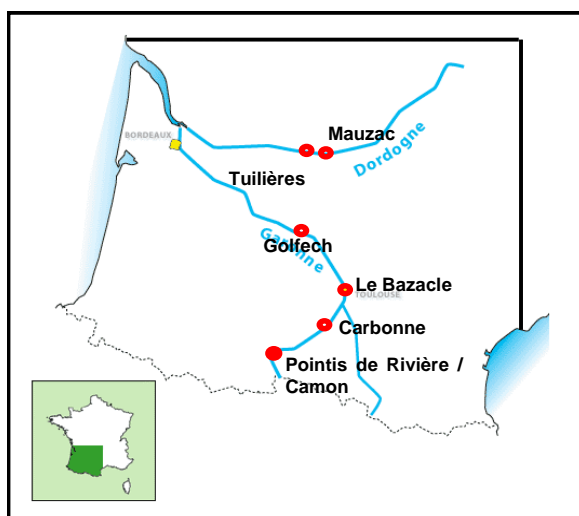 Mauzac
BORDEAUX
Dordogne
Tuilières
Garonne
Golfech
Le Bazacle
TOULOUSE
Carbonne
Pointis de Rivière /
Camon